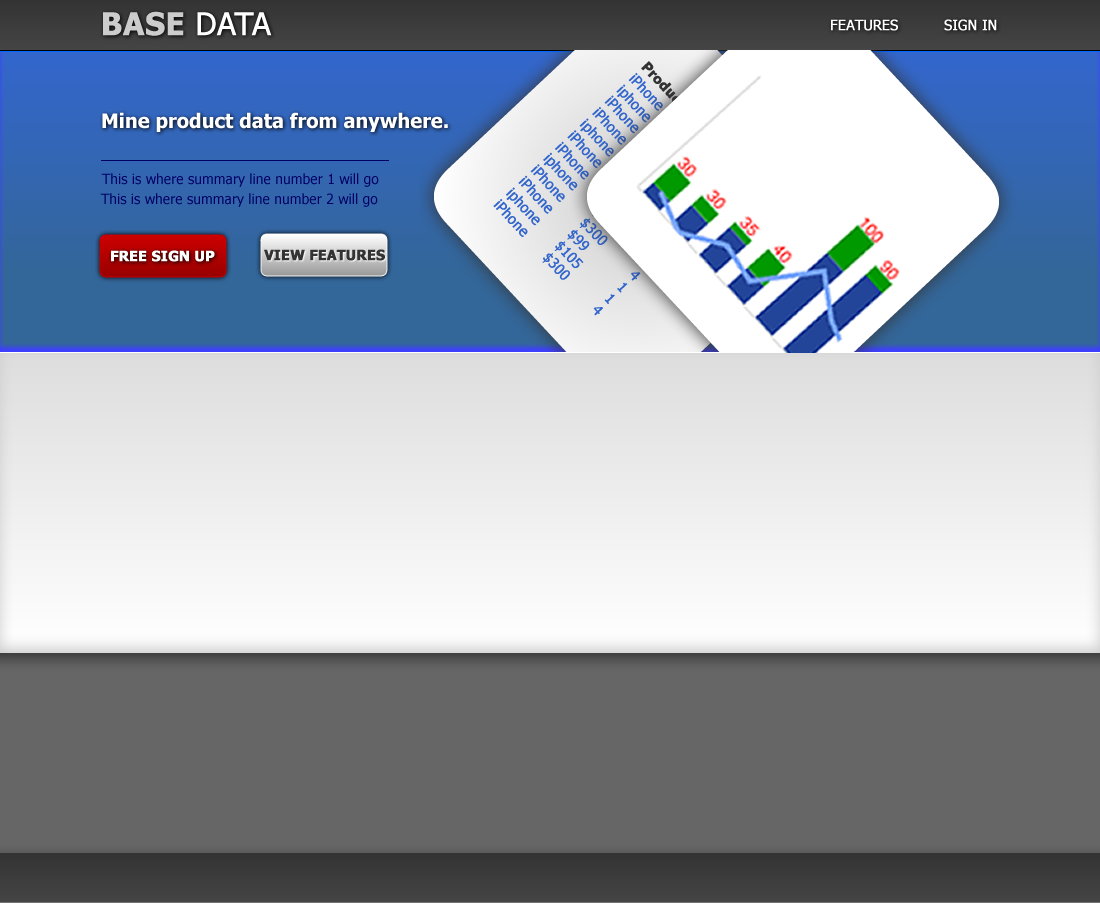 BASE DATA
FEATURES
SIGN IN
Mine product data from anywhere.
This is where summary line number 1 will go
This is where summary line number 2 will go
FREE SIGN UP
VIEW FEATURES
iPhone
iphone
iPhone
iPhone
iphone
iPhone
iPhone
iphone
iPhone
iPhone
iphone
iPhone
$300
$99
$105
$300
4
1
1
4
30
30
35
40
100
90